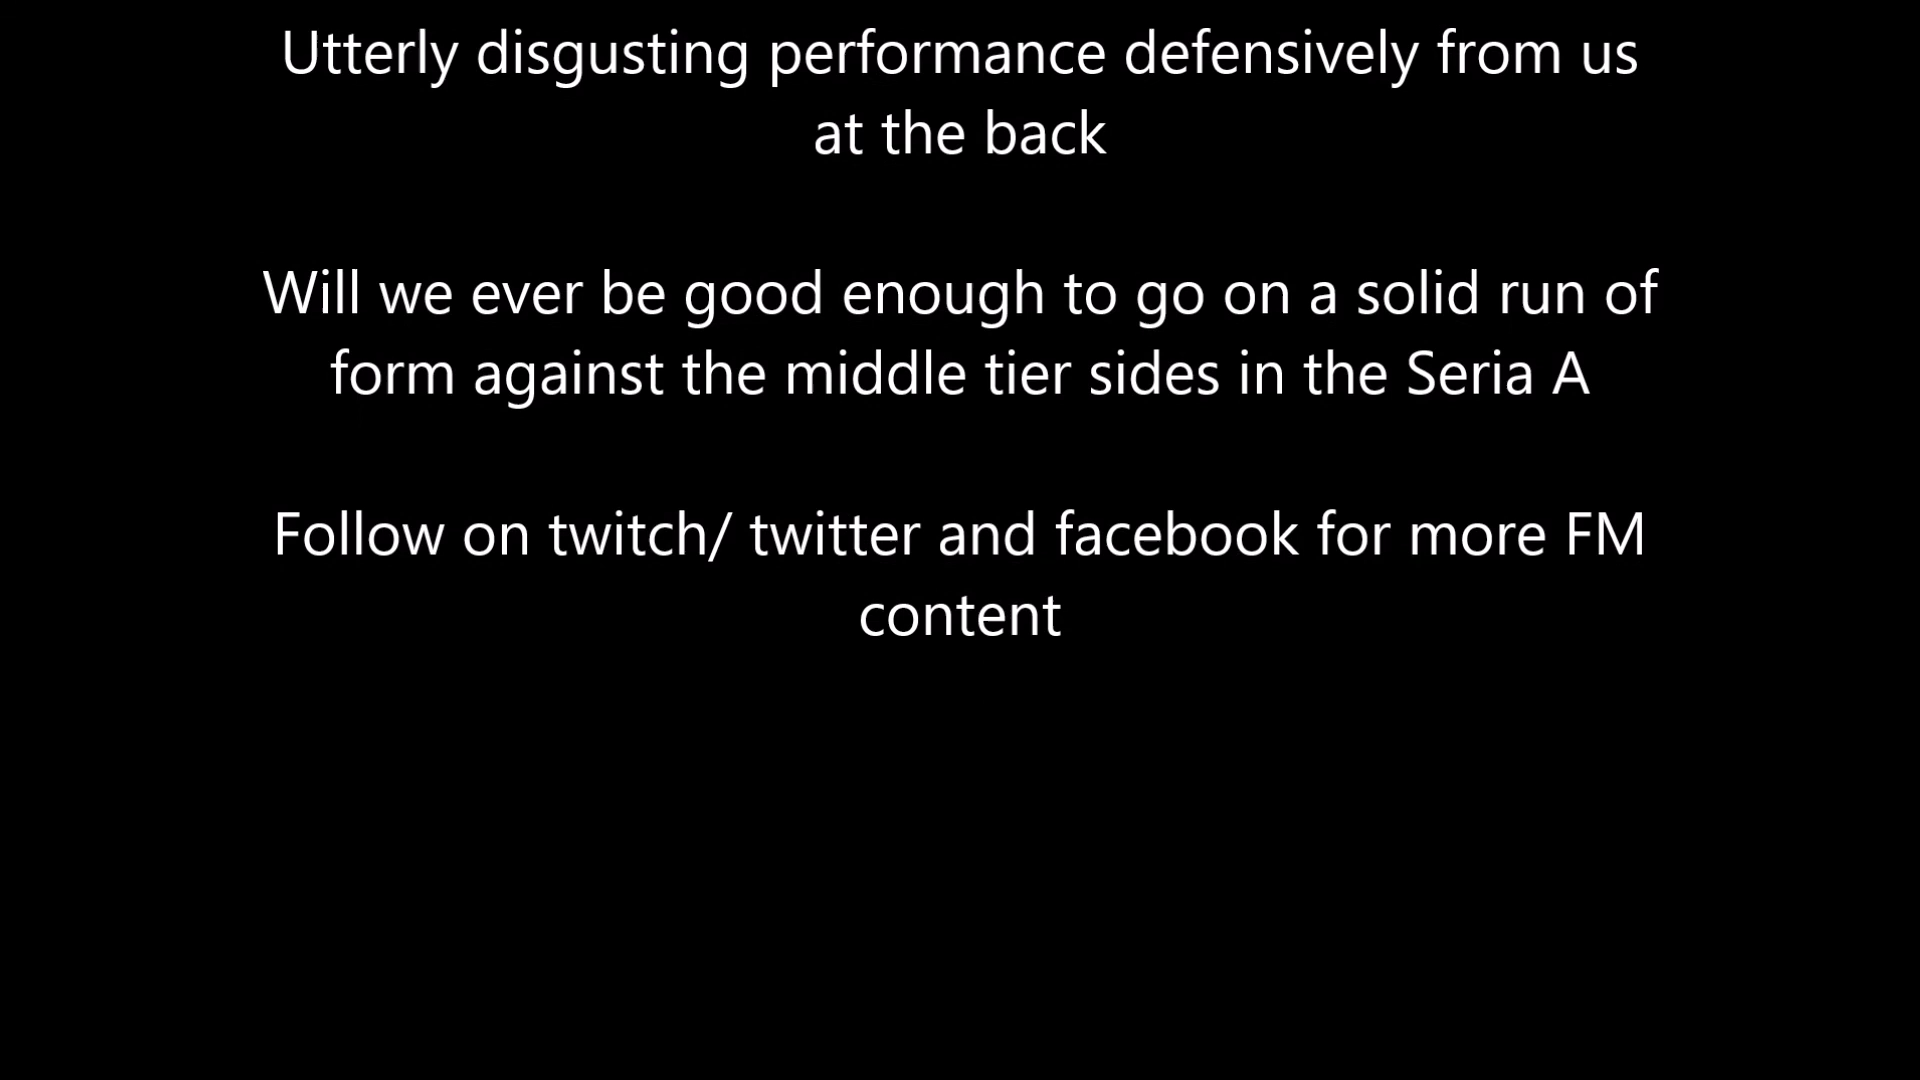 Utterly disgusting performance defensively from us
at the back
Will we ever be good enough to go on a solid run of
form against the middle tier sides in the Seria A
Follow on twitch/ twitter and facebook for more FM
content